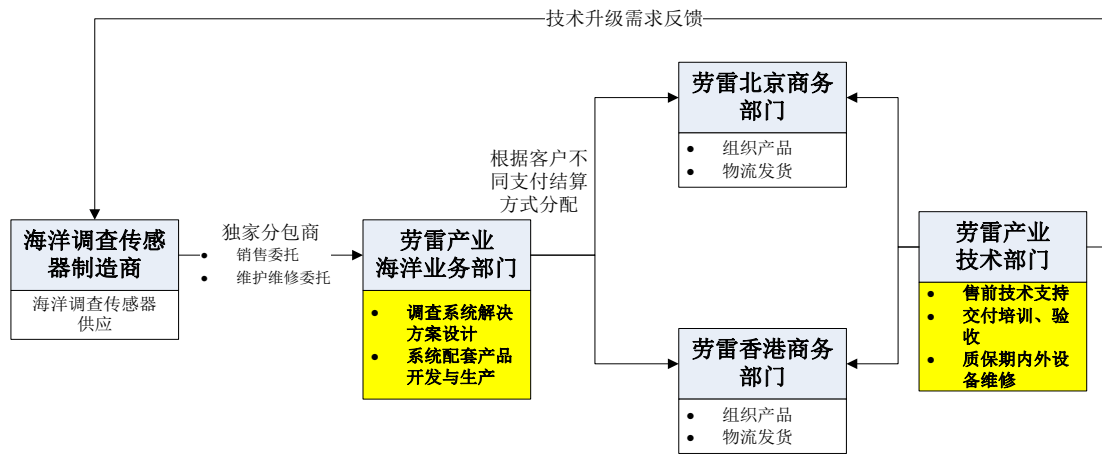 技术升级需求反馈
劳雷北京商务
部门
• 组织产品
• 物流发货
根据客户不
同支付结算
方式分配
海洋调查传感
器制造商
海洋调查传感器
供应
独家分包商
• 销售委托
• 维护维修委托
劳雷产业
海洋业务部门
• 调查系统解决
方案设计
• 系统配套产品
开发与生产
劳雷产业
技术部门
• 售前技术支持
• 交付培训、验
收
• 质保期内外设
备维修
劳雷香港商务
部门
• 组织产品
• 物流发货